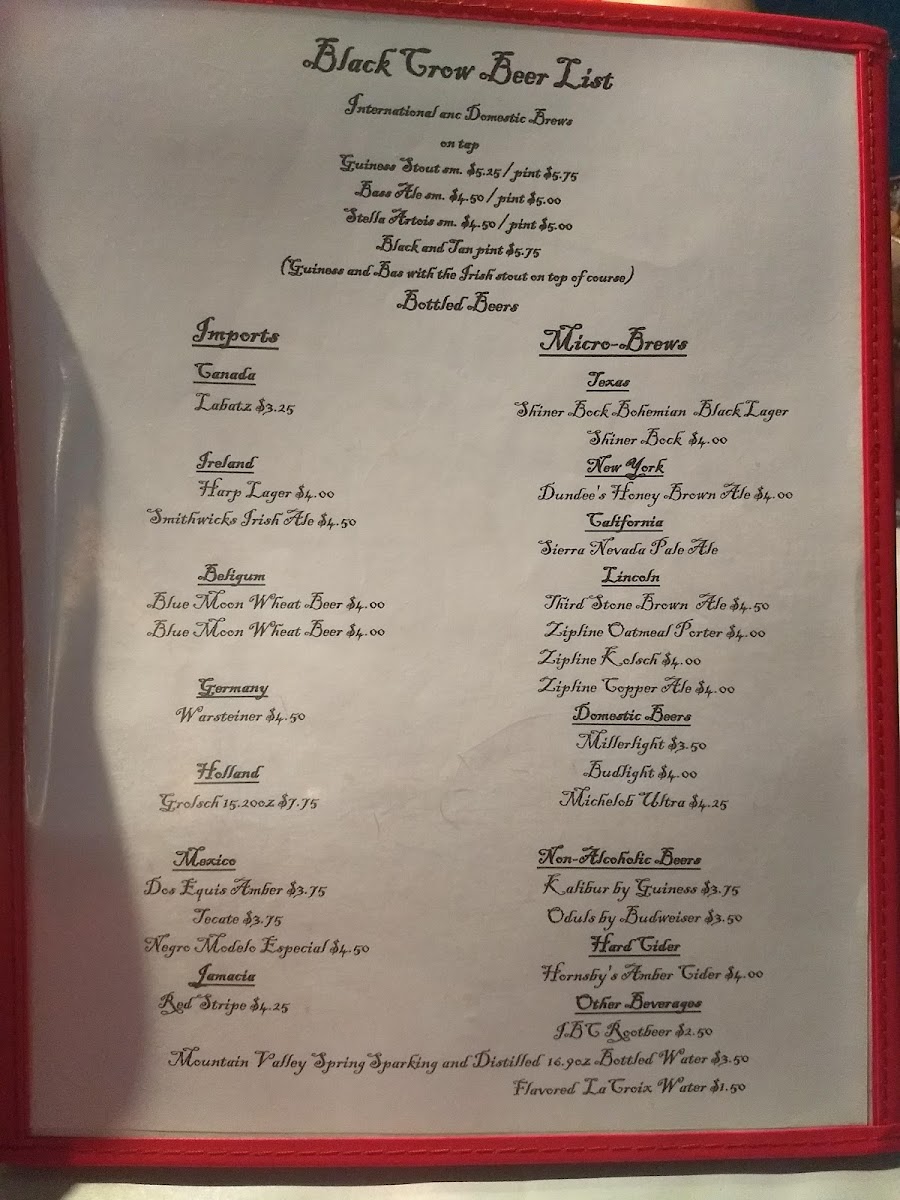 Black Crow Beer List
International anc Domestic Brews
on tap
Guiness Stout sm. $5.25 / pint $5.75
Bass Ale sm. $4.50 / pint $5.00
Stella Artois sm. $4.50 / pint $5.00
Black and Tan pint $5.75
(Guiness and Bas with the Irish stout on top of course)
Bottled Beers
Imports
Canada
Labatz $3.25
Ireland
Harp Lager $4.00
Smithwicks Irish Ale $4.50
Beligum
Blue Moon Wheat Beer $4.00
Blue Moon Wheat Beer $4.00
Germany
Warsteiner $4.50
Holland
Grolsch 15.20oz $7.75
Mexico
Dos Equis Amber $3.75
Tecate $3.75
Negro Modelo Especial $4.50
Jamacia
Red Stripe $4.25
Micro-Brews
Texas
Shiner Bock Bohemian Black Lager
Shiner Bock $4.00
New York
Dundee's Honey Brown Ale $4.00
California
Sierra Nevada Pale Ale
Lincoln
Third Stone Brown Ale $4.50
Zipline Oatmeal Porter $4.00
Zipline Kolsch $4.00
Zipline Copper Ale $4.00
Domestic Beers
Millerlight $3.50
Budlight $4.00
Michelob Ultra $4.25
Non-Alcoholic Beers
Kalibur by Guiness $3.75
Oduls by Budweiser $3.50
Hard Cider
Hornsby's Amber Cider $4.00
Other Beverages
IBC Rootbeer $2.50
Mountain Valley Spring Sparking and Distilled 16.9oz Bottled Water $3.50
Flavored LaCroix Water $1.50